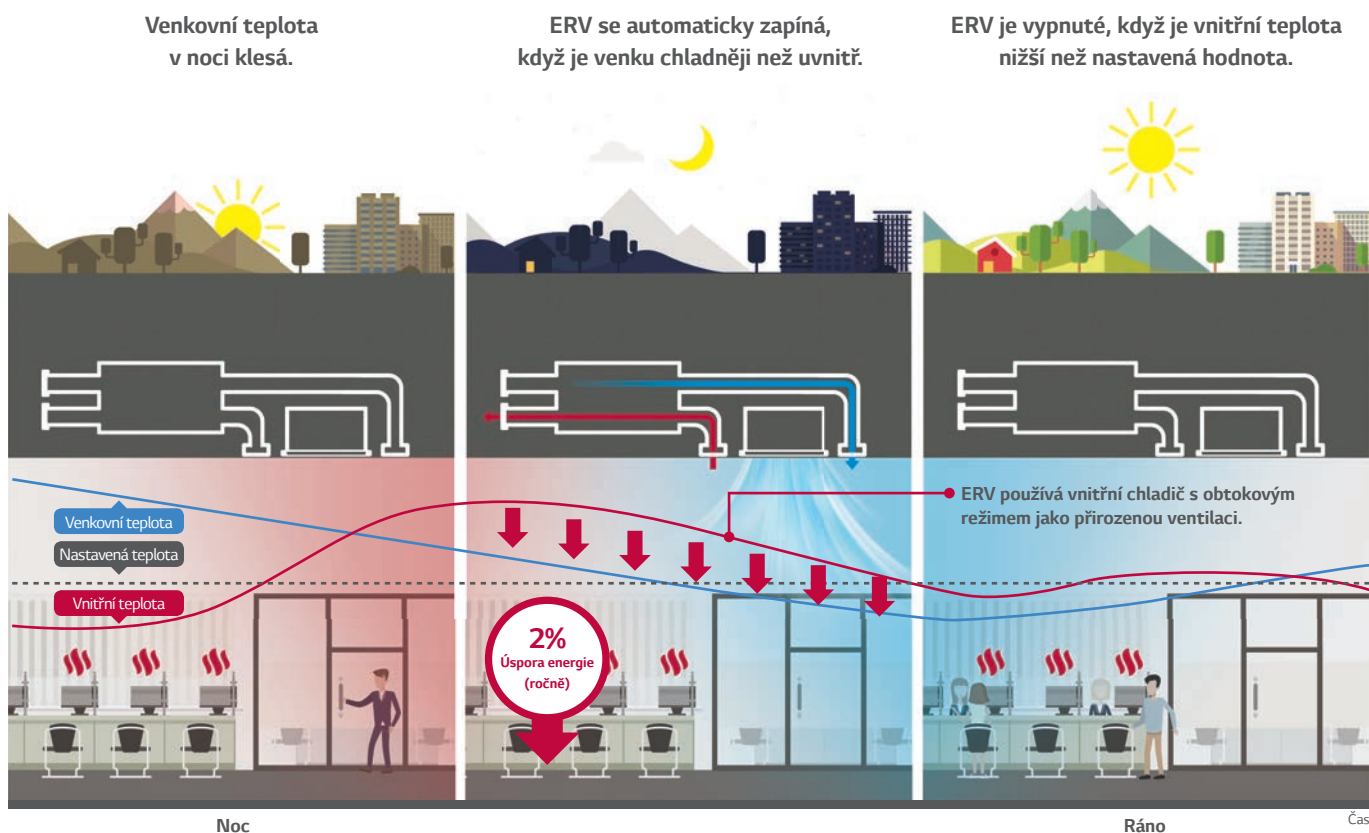 Venkovní teplota
v noci klesá.
ERV se automaticky zapíná,
když je venku chladněji než uvnitř.
ERV je vypnuté, když je vnitřní teplota
nižší než nastavená hodnota.
ERV používá vnitřní chladič s obtokovým
režimem jako přirozenou ventilaci.
Venkovní teplota
Nastavená teplota
Vnitřní teplota
2%
Úspora energie
(ročně)
Noc
Ráno
Čas